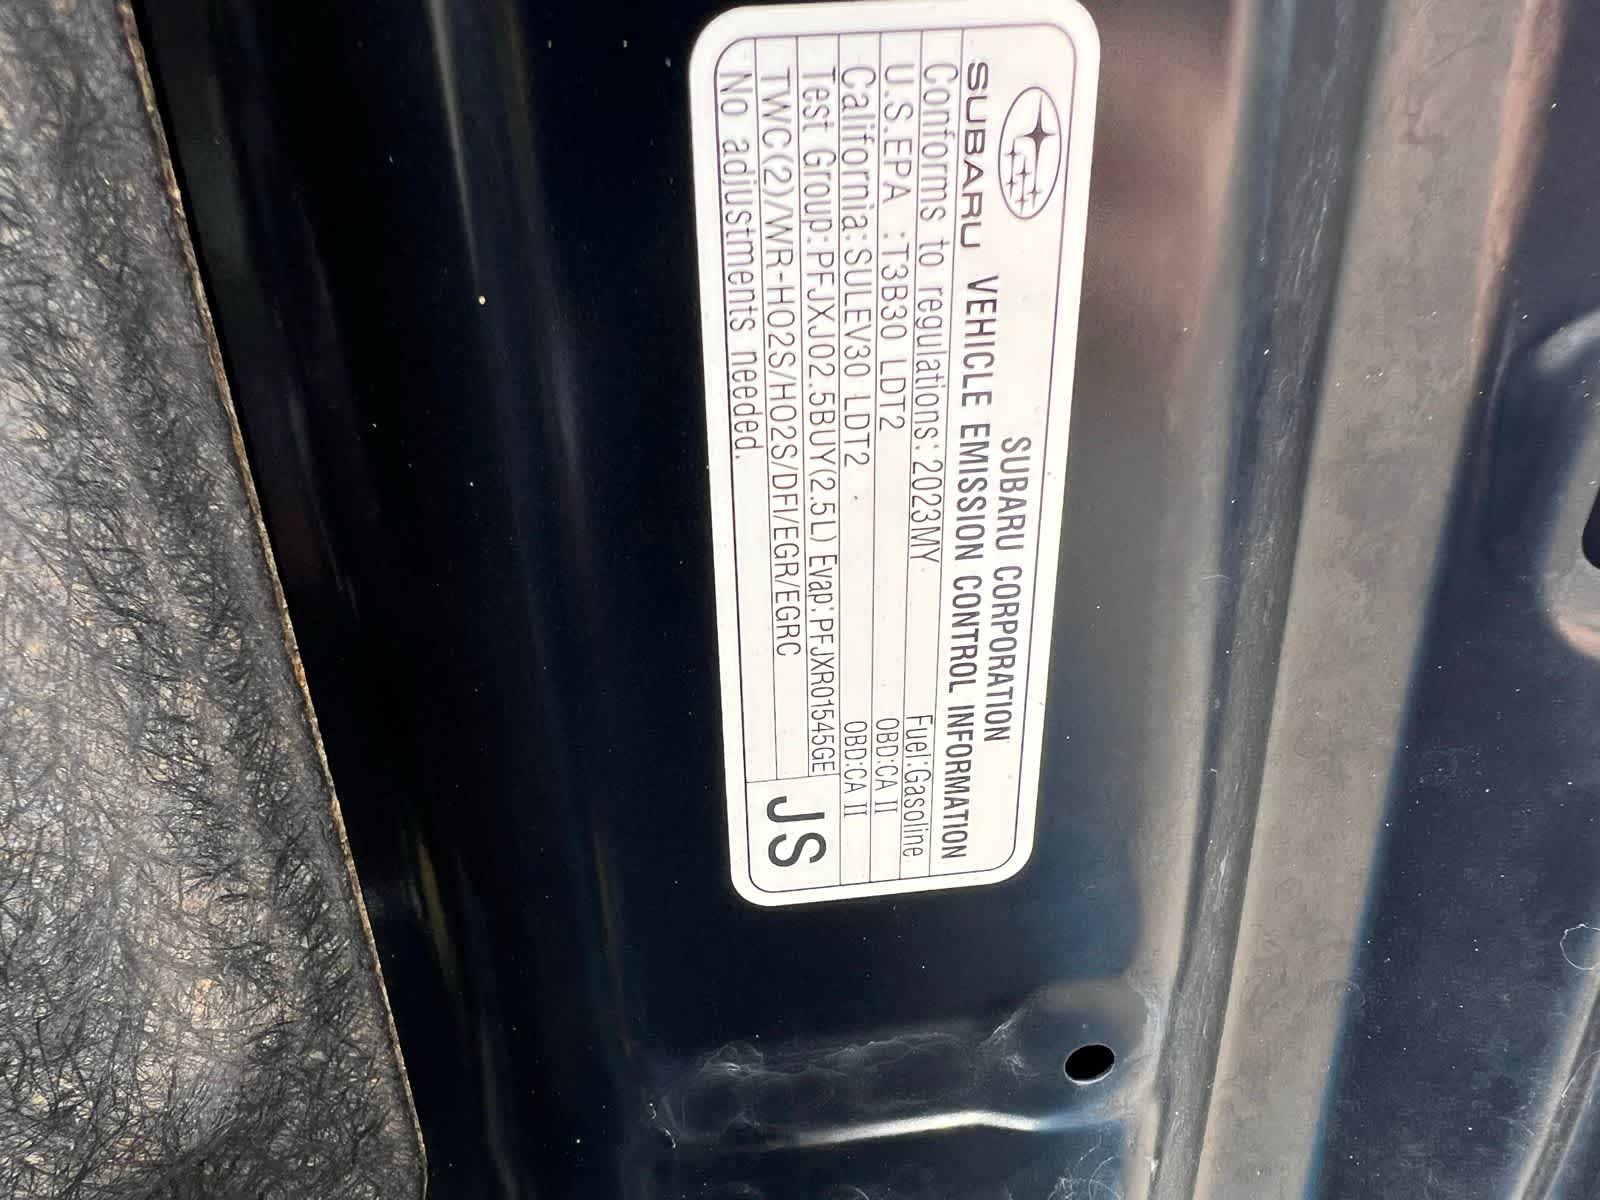 SUBARU CORPORATION
SUBARU VEHICLE EMISSION CONTROL INFORMATION
Conforms to regulations:2023MY Fuel:Gasoline
U.S.EPA :T3B30 LDT2 OBD:CA II
California:SULEV30 LDT2 OBD:CA II
Test Group:PFJXJ02.5BUY(2.5L) Evap:PFJXR01545GE
TWC(2)/WR-HO2S/HO2S/DFI/EGR/EGRC
No adjustments needed.
JS